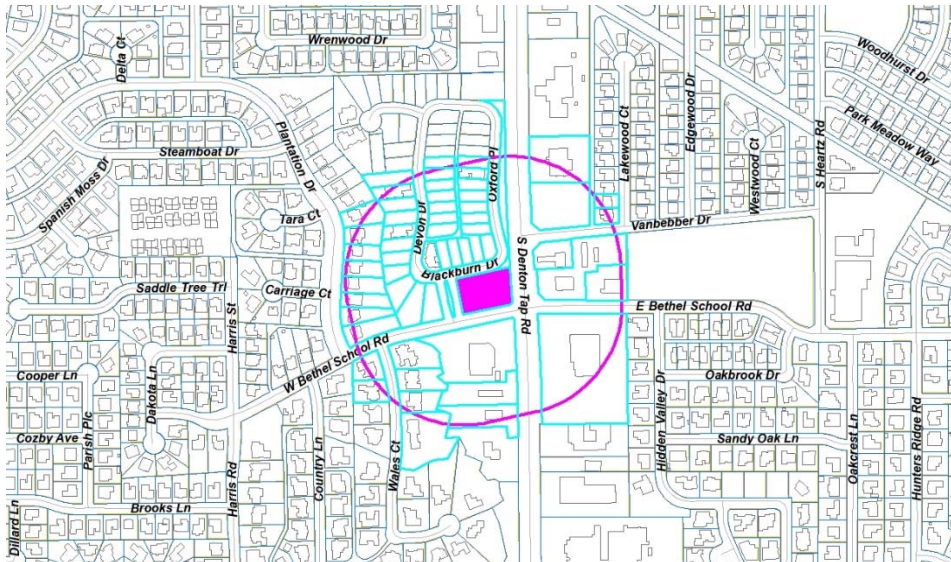 Wrenwood Dr
Delta Ct
Woodhurst Dr
Park Meadow Way
Plantation Dr
Steamboat Dr
Spanish Moss Dr
Tara Ct
Oxford Pl
Devon Dr
Lakewood Ct
Edgewood Dr
Westwood Ct
S Heartz Rd
Vanbebber Dr
Blackburn Dr
S Denton Tap Rd
Saddle Tree Trl
Carriage Ct
Harris St
E Bethel School Rd
W Bethel School Rd
Cooper Ln
Dakota Ln
Oakbrook Dr
Parish Plc
Cozby Ave
Country Ln
Wales Ct
Hidden Valley Dr
Sandy Oak Ln
Oakcrest Ln
Hunters Ridge Rd
Harris Rd
Brooks Ln
Dillard Ln